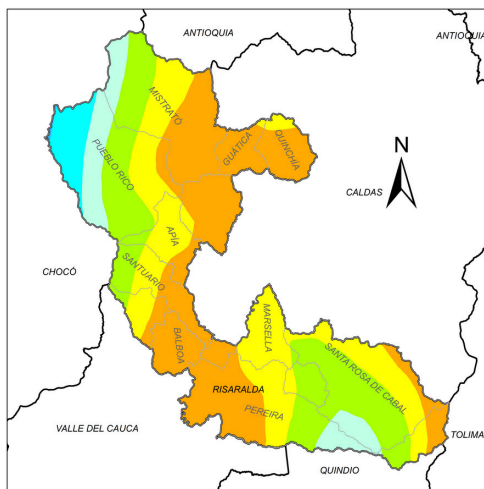 ANTIOQUIA
ANTIOQUIA
MISTRATÓ
N
GUÁTICA
QUINCHÍA
PUEBLO RICO
CALDAS
APÍA
CHOCÓ
SANTUARIO
MARSELLA
BALBOA
SANTA ROSA DE CABAL
RISARALDA
PEREIRA
VALLE DEL CAUCA
TOLIMA
QUINDIO